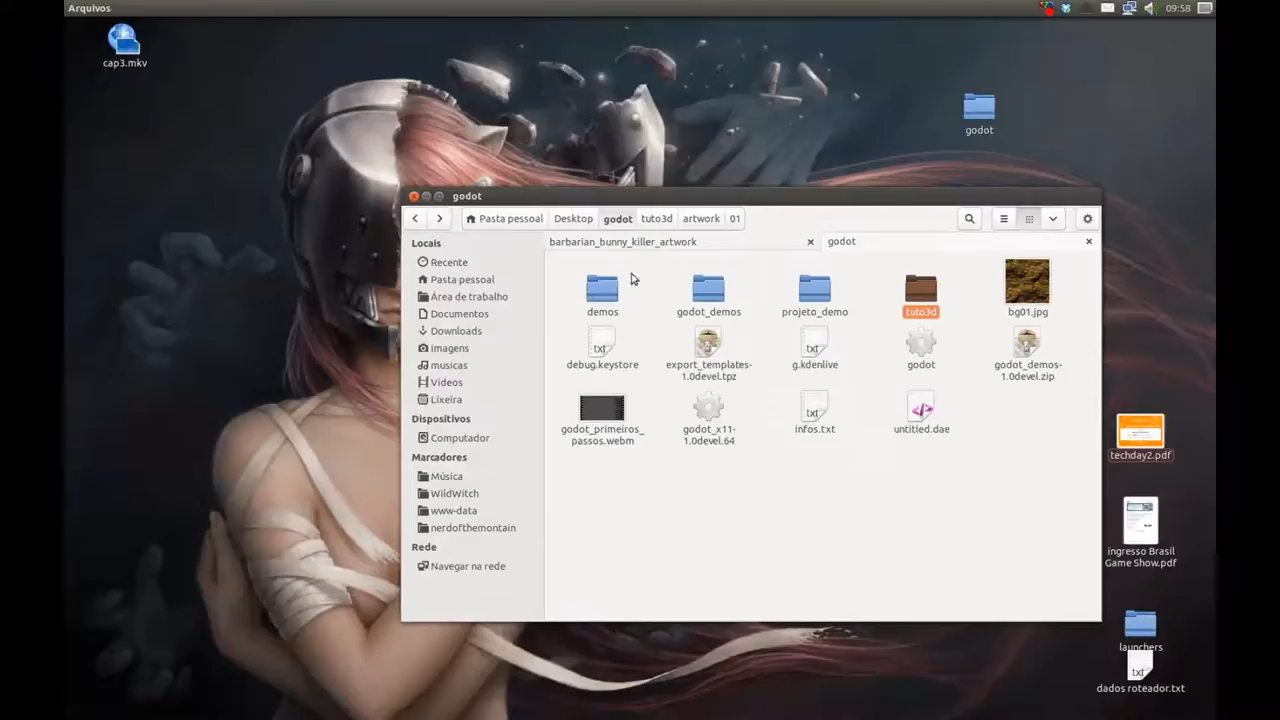 Arquivos
09:58
cap3.mkv
godot
godot
Pasta pessoal
Desktop
godot
tuto3d
artwork
01
Locais
Recente
Pasta pessoal
Área de trabalho
Documentos
Downloads
Imagens
musicas
Vídeos
Lixeira
Dispositivos
Computador
Marcadores
Música
WildWitch
www-data
nerdofthemontain
Rede
Navegar na rede
barbarian_bunny_killer_artwork
godot
demos
godot_demos
projeto_demo
tuto3d
bg01.jpg
txt
debug.keystore
export_templates-
1.0devel.tpz
txt
g.kdenlive
godot
godot_demos-
1.0devel.zip
godot_primeiros_
passos.webm
godot_x11-
1.0devel.64
txt
infos.txt
untitled.dae
techday2.pdf
ingresso Brasil
Game Show.pdf
launchers
txt
dados roteador.txt